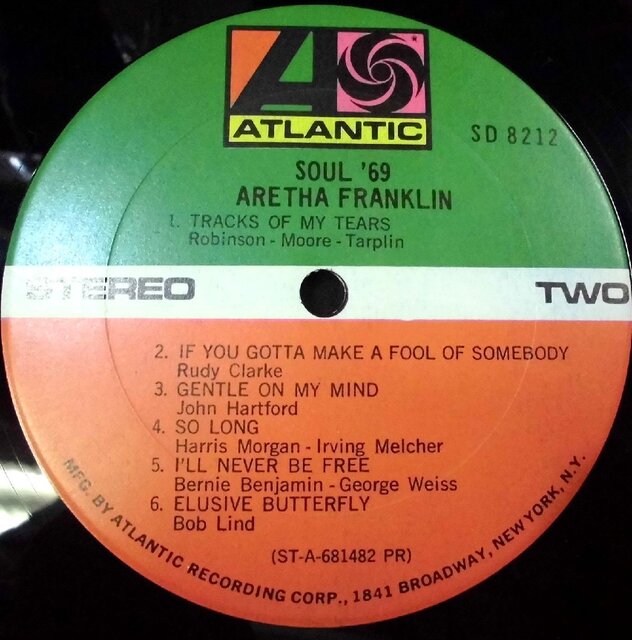 ATLANTIC
SD 8212
SOUL '69
ARETHA FRANKLIN
1. TRACKS OF MY TEARS
Robinson - Moore - Tarplin
STEREO
TWO
2. IF YOU GOTTA MAKE A FOOL OF SOMEBODY
Rudy Clarke
3. GENTLE ON MY MIND
John Hartford
4. SO LONG
Harris Morgan - Irving Melcher
5. I'LL NEVER BE FREE
Bernie Benjamin - George Weiss
6. ELUSIVE BUTTERFLY
Bob Lind
(ST-A-681482 PR)
MFG. BY ATLANTIC RECORDING CORP., 1841 BROADWAY, NEW YORK, N.Y.